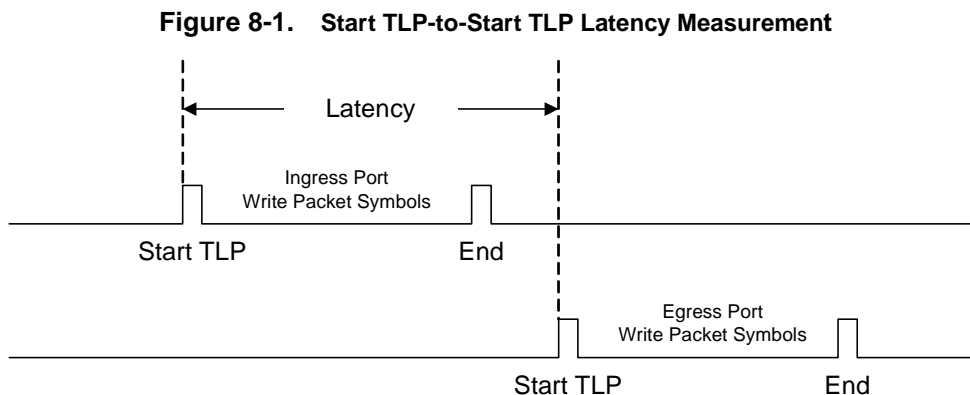 Figure 8-1. Start TLP-to-Start TLP Latency Measurement
Latency
Ingress Port
Write Packet Symbols
Start TLP
End
Egress Port
Write Packet Symbols
Start TLP
End